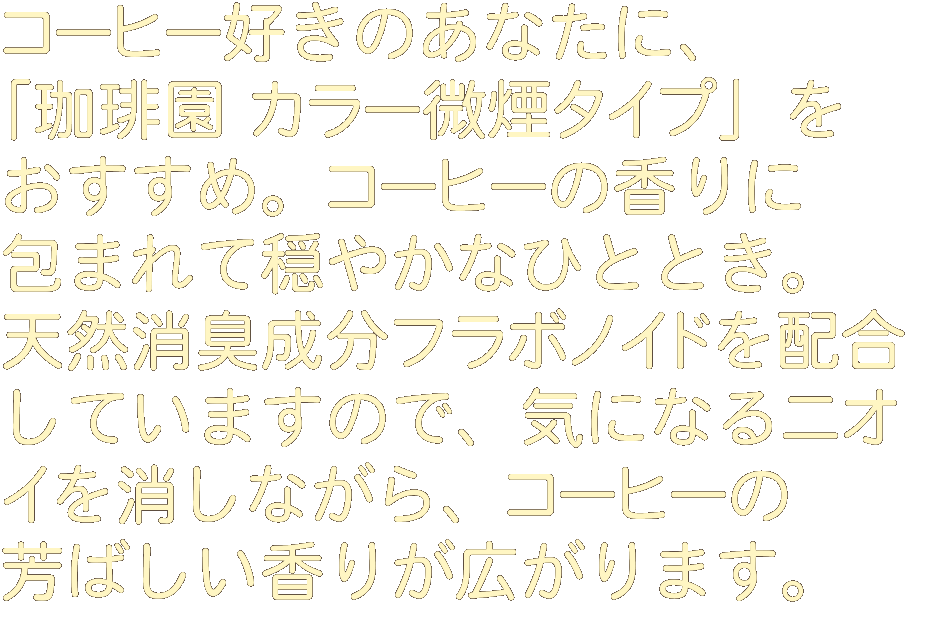 コーヒー好きのあなたに、
「珈琲園 カラー微煙タイプ」を
おすすめ。コーヒーの香りに
包まれて穏やかなひととき。
天然消臭成分フラボノイドを配合
していますので、気になるニオ
イを消しながら、コーヒーの
芳ばしい香りが広がります。